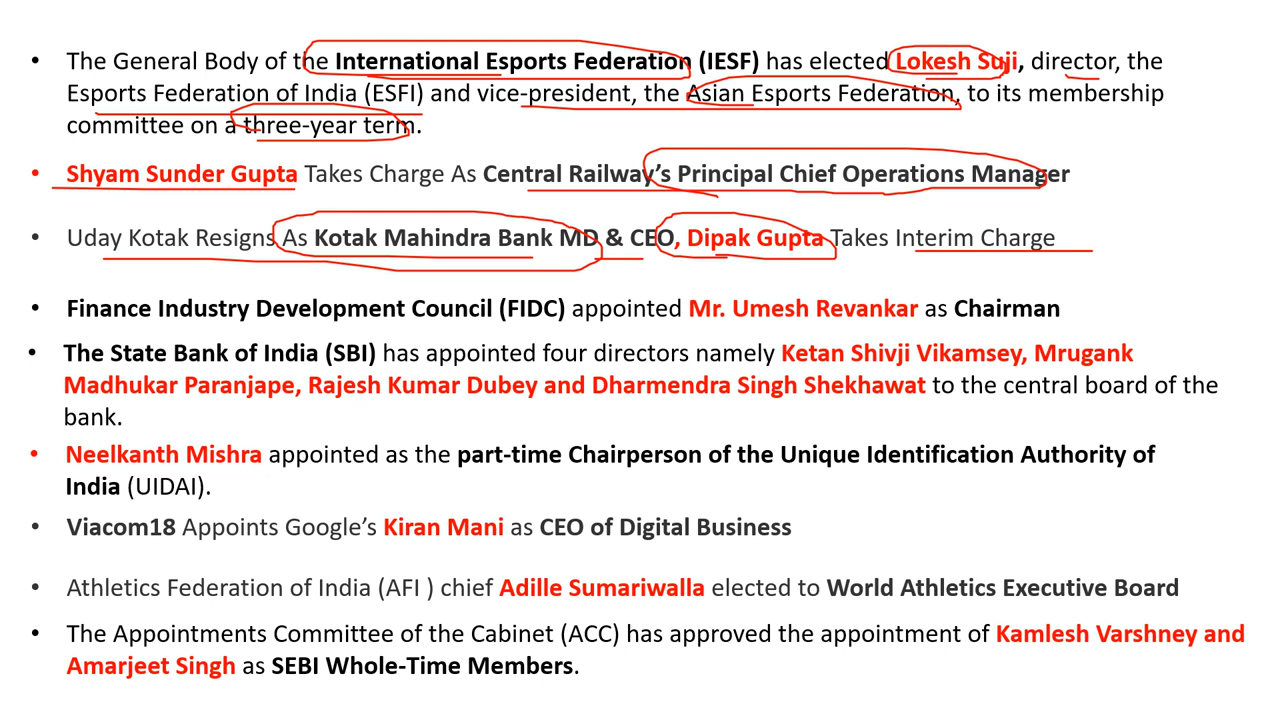 • The General Body of the International Esports Federation (IESF) has elected Lokesh Suji, director, the
Esports Federation of India (ESFI) and vice-president, the Asian Esports Federation, to its membership
committee on a three-year term.
• Shyam Sunder Gupta Takes Charge As Central Railway’s Principal Chief Operations Manager
• Uday Kotak Resigns As Kotak Mahindra Bank MD & CEO, Dipak Gupta Takes Interim Charge
• Finance Industry Development Council (FIDC) appointed Mr. Umesh Revankar as Chairman
• The State Bank of India (SBI) has appointed four directors namely Ketan Shivji Vikamsey, Mrugank
Madhukar Paranjape, Rajesh Kumar Dubey and Dharmendra Singh Shekhawat to the central board of the
bank.
• Neelkanth Mishra appointed as the part-time Chairperson of the Unique Identification Authority of
India (UIDAI).
• Viacom18 Appoints Google’s Kiran Mani as CEO of Digital Business
• Athletics Federation of India (AFI ) chief Adille Sumariwalla elected to World Athletics Executive Board
• The Appointments Committee of the Cabinet (ACC) has approved the appointment of Kamlesh Varshney and
Amarjeet Singh as SEBI Whole-Time Members.